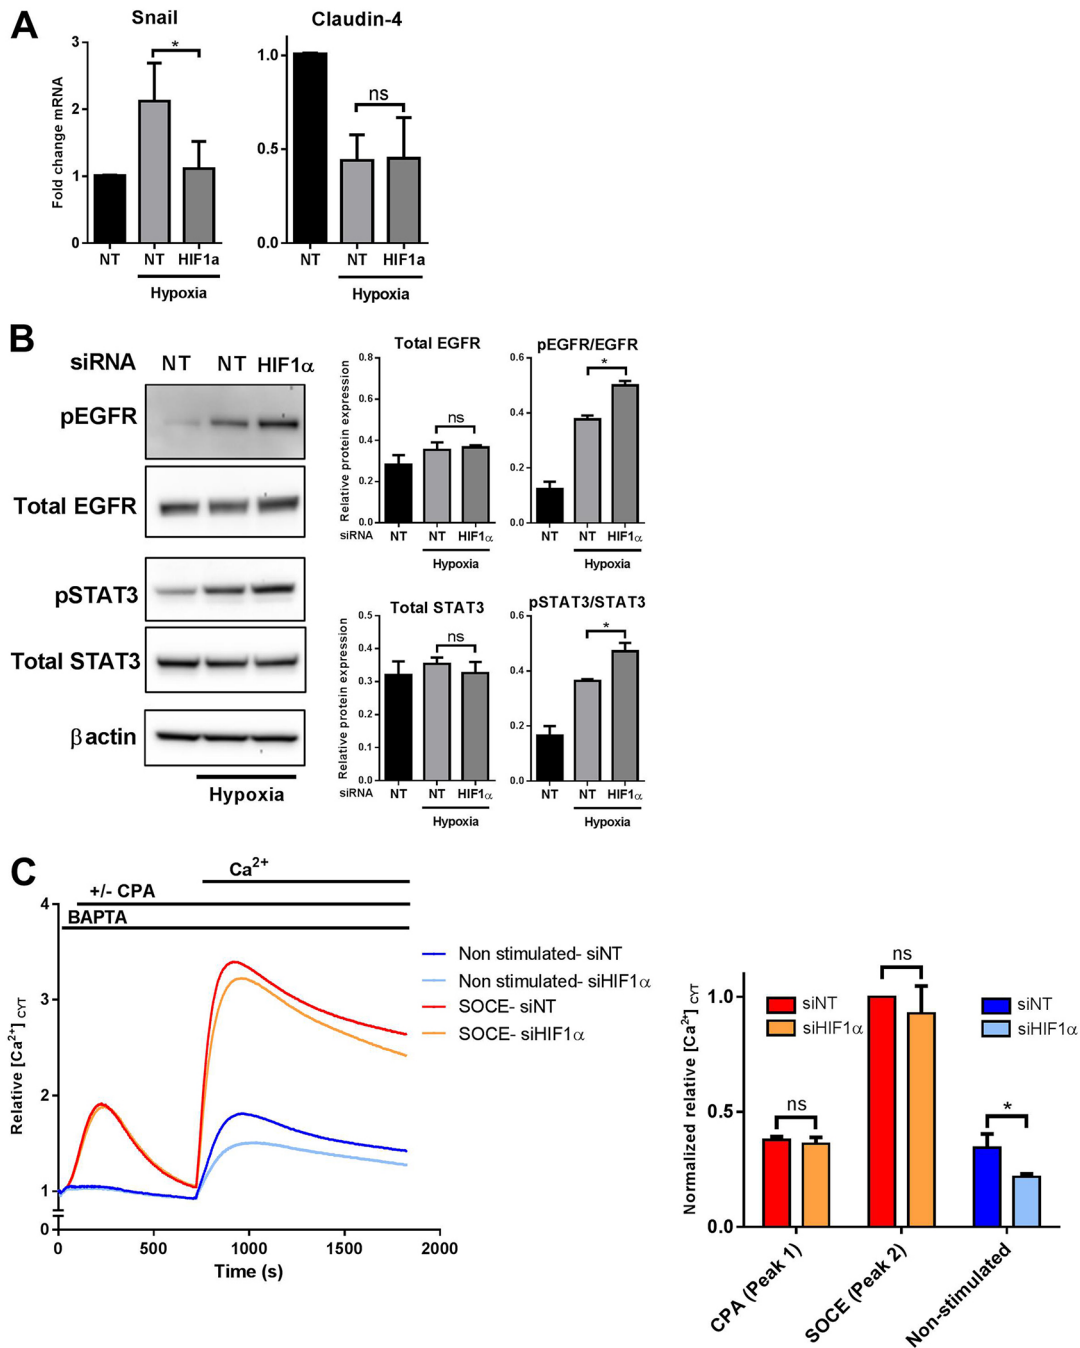 A
Snail
Claudin-4
Fold change mRNA
3
2
1
0
*
NT
NT
HIF1a
Hypoxia
1.0
0.5
0.0
ns
NT
NT
HIF1a
Hypoxia
B
siRNA
NT
NT
HIF1α
pEGFR
Total EGFR
pSTAT3
Total STAT3
β actin
Hypoxia
Total EGFR
Relative protein expression
0.8
0.6
0.4
0.2
0.0
ns
siRNA
NT
NT
HIF1α
Hypoxia
pEGFR/EGFR
0.6
0.4
0.2
0.0
*
NT
NT
HIF1α
Hypoxia
Total STAT3
Relative protein expression
0.5
0.4
0.3
0.2
0.1
0.0
ns
siRNA
NT
NT
HIF1α
Hypoxia
pSTAT3/STAT3
0.6
0.4
0.2
0.0
*
NT
NT
HIF1α
Hypoxia
C
Ca2+
+/- CPA
BAPTA
Relative [Ca2+]CYT
4
3
2
1
0
0
500
1000
1500
2000
Time (s)
Non stimulated- siNT
Non stimulated- siHIF1α
SOCE- siNT
SOCE- siHIF1α
Normalized relative [Ca2+]CYT
1.0
0.5
0.0
siNT
siHIF1α
siNT
siHIF1α
ns
ns
*
CPA (Peak 1)
SOCE (Peak 2)
Non-stimulated